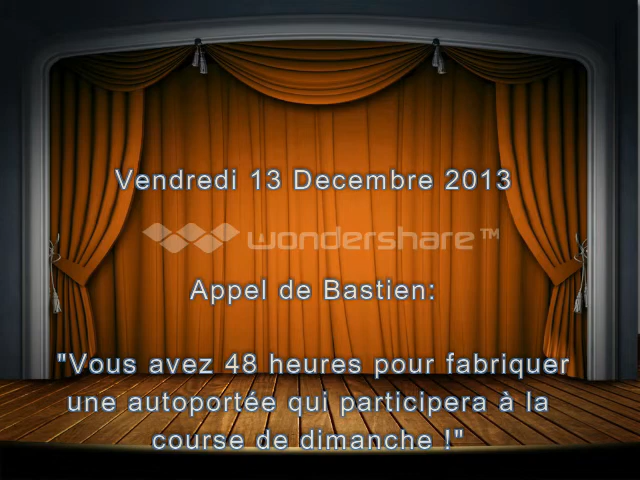 Vendredi 13 Decembre 2013
wondershare™
Appel de Bastien:
"Vous avez 48 heures pour fabriquer
une autoportée qui participera à la
course de dimanche !"